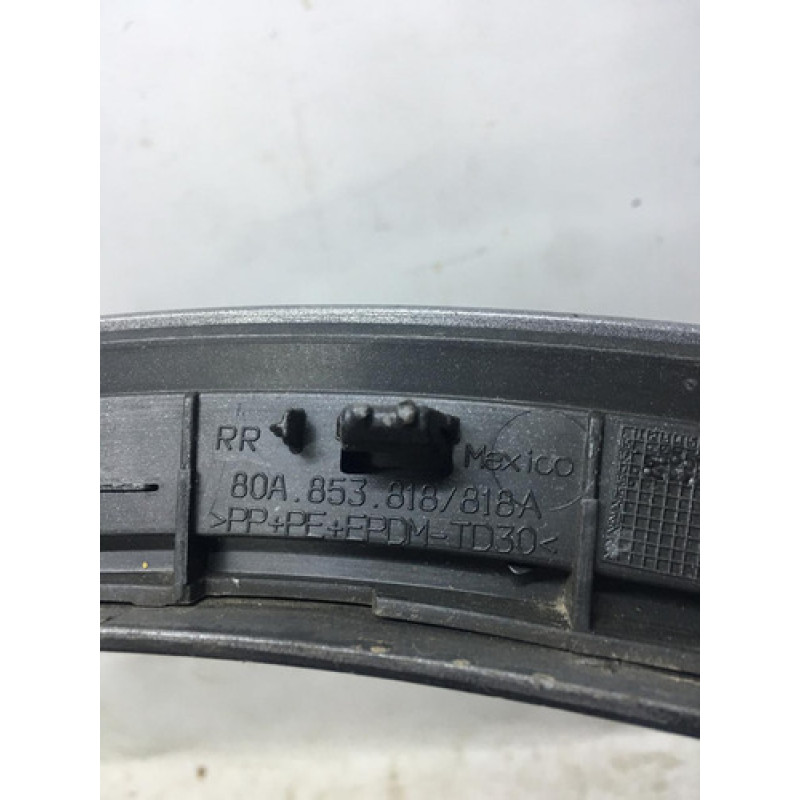 RR
Mexico
80A.853.818/818A
>PP+PE+EPDM-TD30<